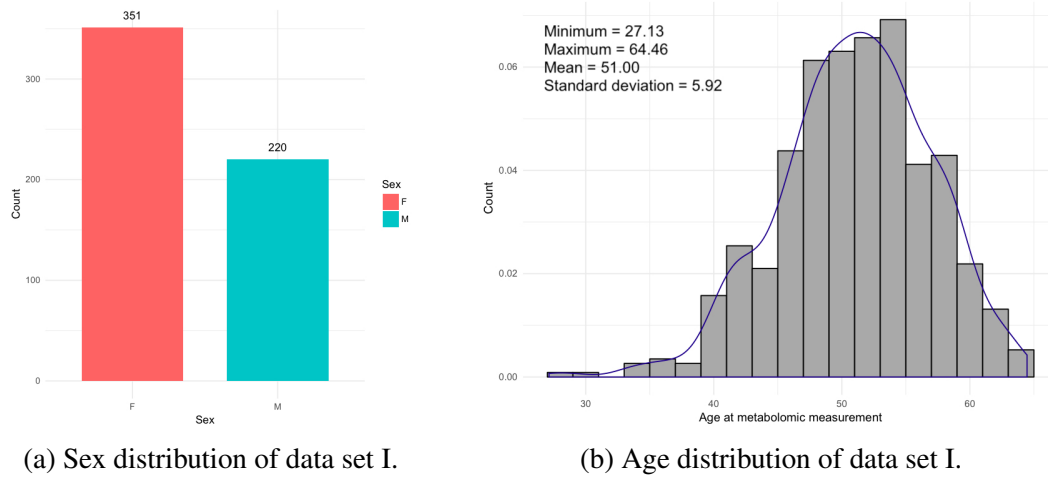 351
220
300
200
100
0
Count
F
M
Sex
Sex
F
M
(a) Sex distribution of data set I.
Minimum = 27.13
Maximum = 64.46
Mean = 51.00
Standard deviation = 5.92
0.06
0.04
0.02
0.00
Count
30
40
50
60
Age at metabolomic measurement
(b) Age distribution of data set I.